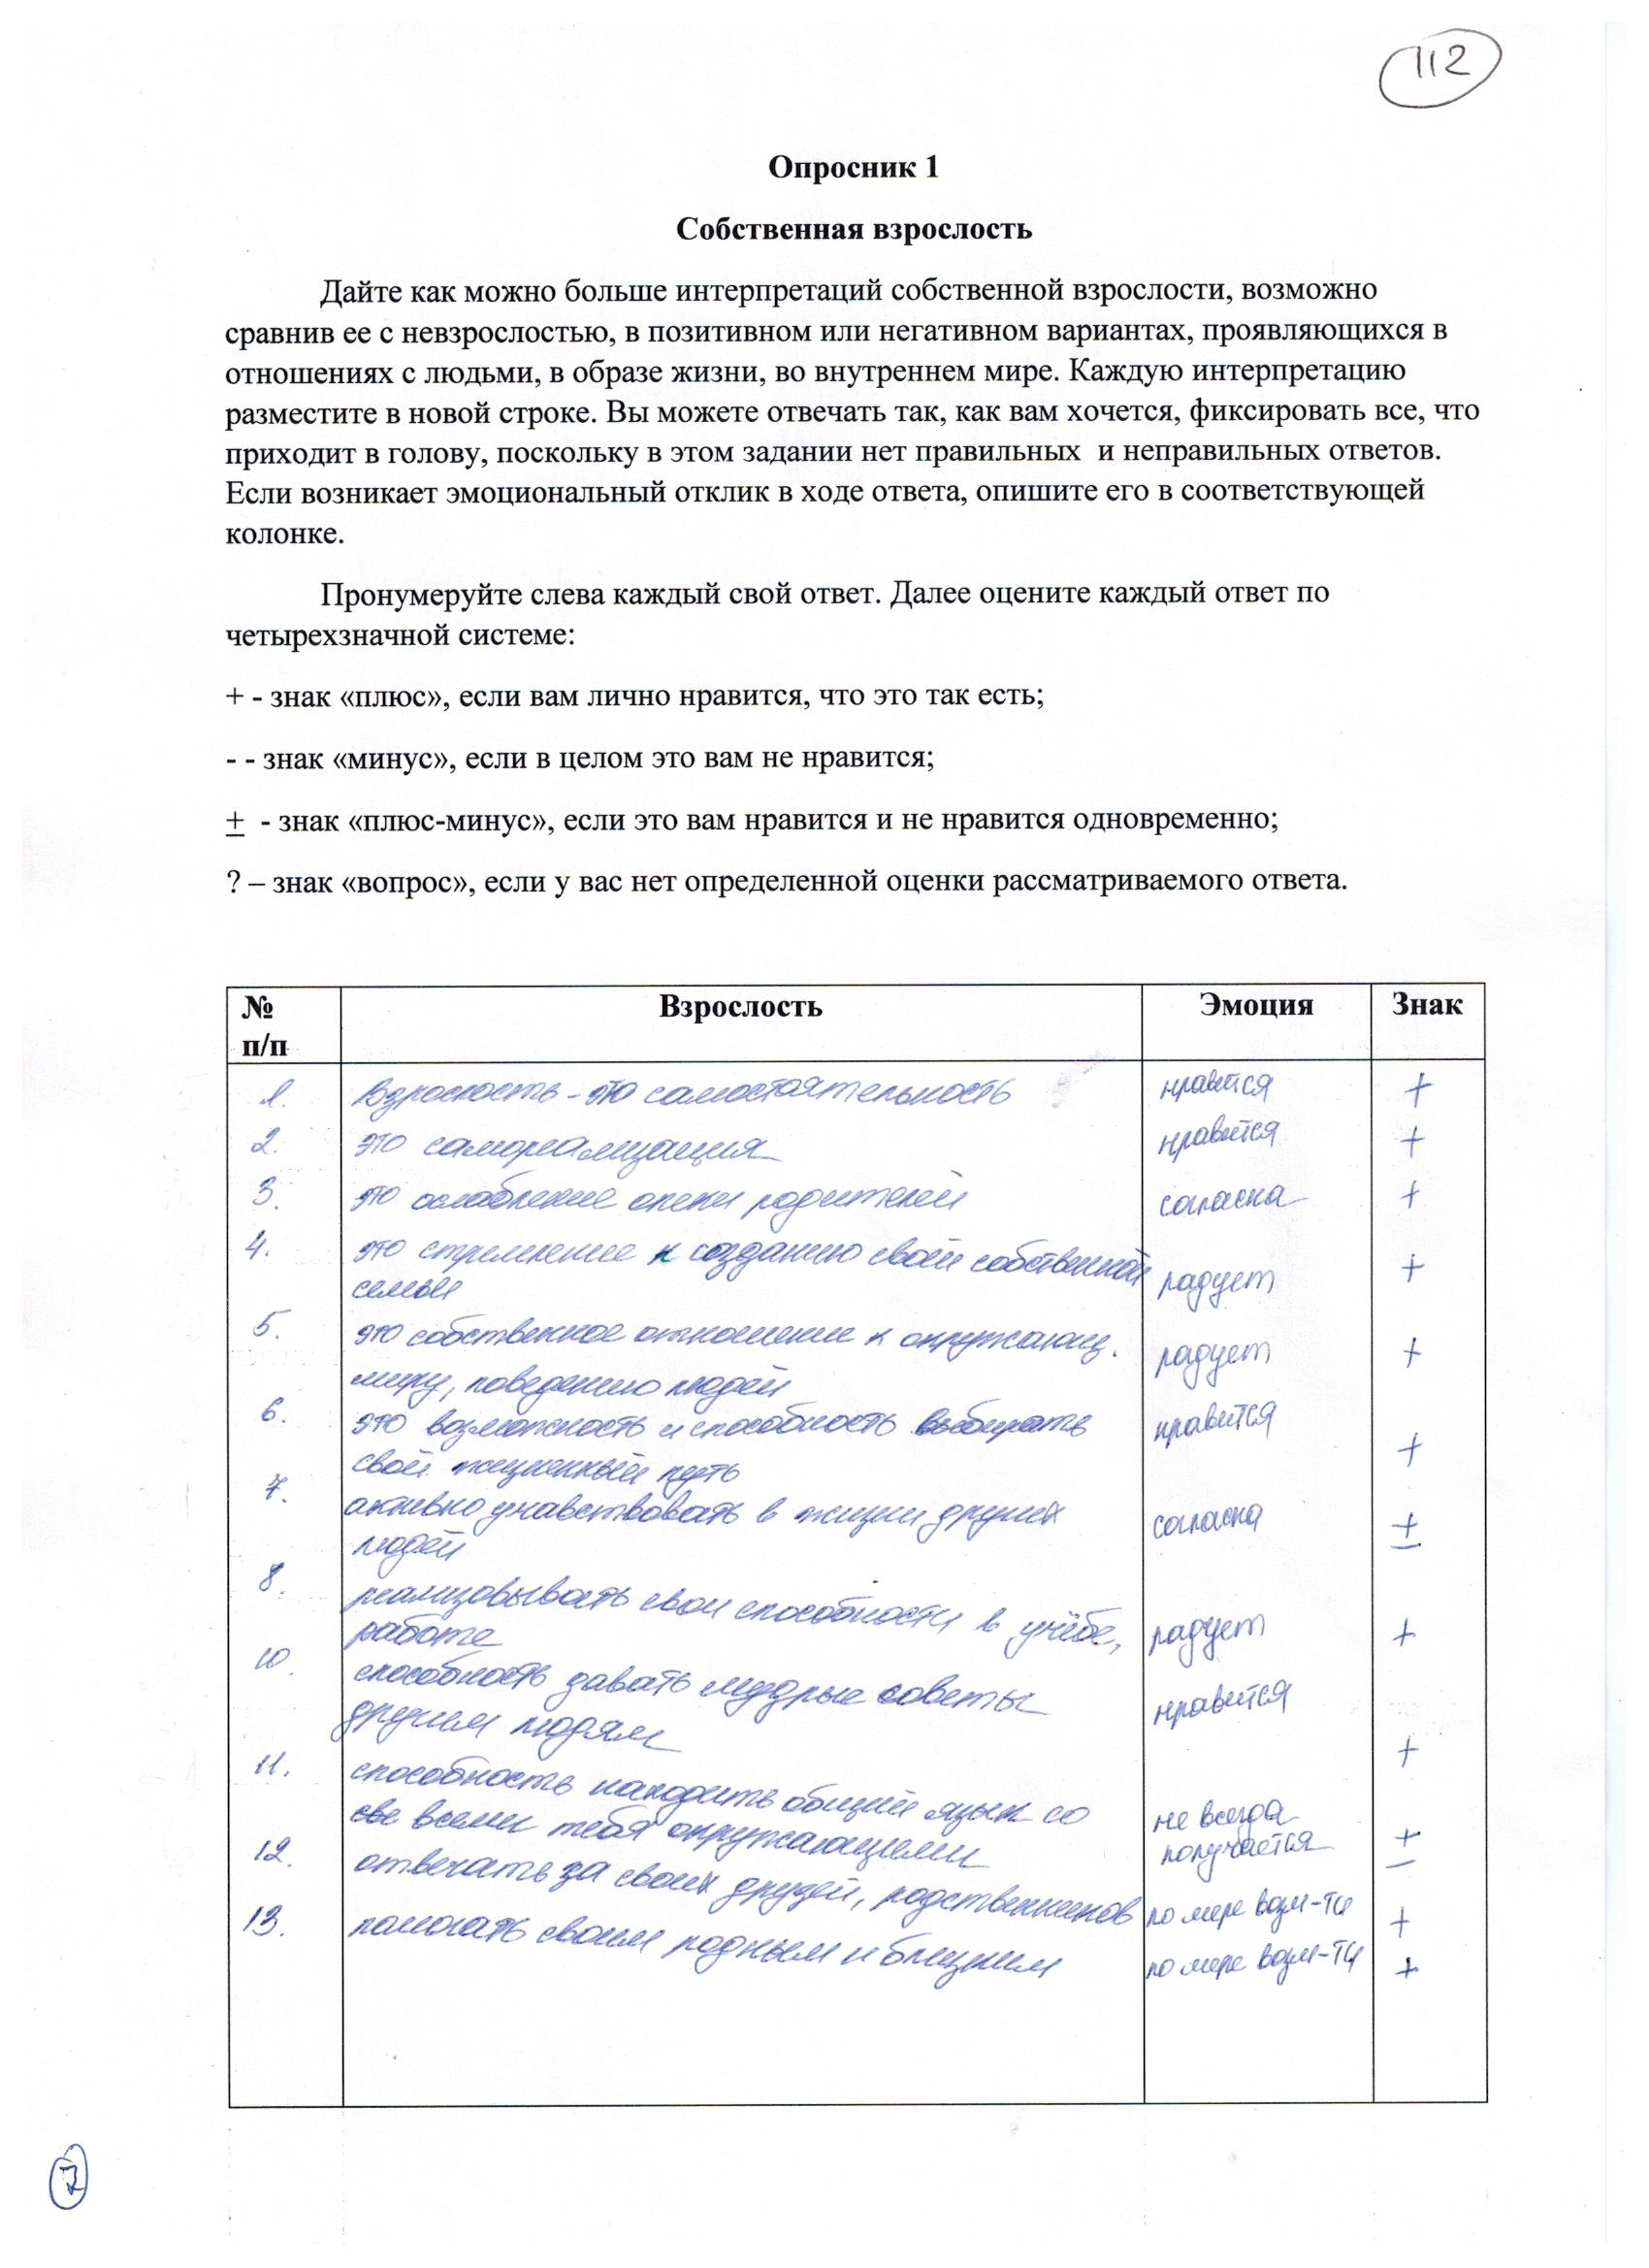 112
Опросник 1
Собственная взрослость
Дайте как можно больше интерпретаций собственной взрослости, возможно
сравнив ее с невзрослостью, в позитивном или негативном вариантах, проявляющихся в
отношениях с людьми, в образе жизни, во внутреннем мире. Каждую интерпретацию
разместите в новой строке. Вы можете отвечать так, как вам хочется, фиксировать все, что
приходит в голову, поскольку в этом задании нет правильных и неправильных ответов.
Если возникает эмоциональный отклик в ходе ответа, опишите его в соответствующей
колонке.
Пронумеруйте слева каждый свой ответ. Далее оцените каждый ответ по
четырехзначной системе:
+ - знак «плюс», если вам лично нравится, что это так есть;
- - знак «минус», если в целом это вам не нравится;
± - знак «плюс-минус», если это вам нравится и не нравится одновременно;
? – знак «вопрос», если у вас нет определенной оценки рассматриваемого ответа.
№ п/п Взрослость Эмоция Знак
1. Взрослость - это самостоятельность нравится +
2. это самореализация нравится +
3. это ослабление опеки родителей согласна +
4. это стремление к созданию своей собственной
семьи радует +
5. это собственное отношение к окружающ.
миру, поведению людей радует +
6. это возможность и способность выбирать нравится
свой жизненный путь +
7. активно учавствовать в жизни других согласна ±
людей
8. реализовывать свои способности в учёбе,
работе радует +
10. способность давать мудрые советы нравится
другим людям +
11. способность находить общий язык со не всегда
все всеми тебя окружающими получается ±
12. отвечать за своих друзей, родственников по мере возм-ти +
13. помогать своим родным и близким по мере возм-ти +
7